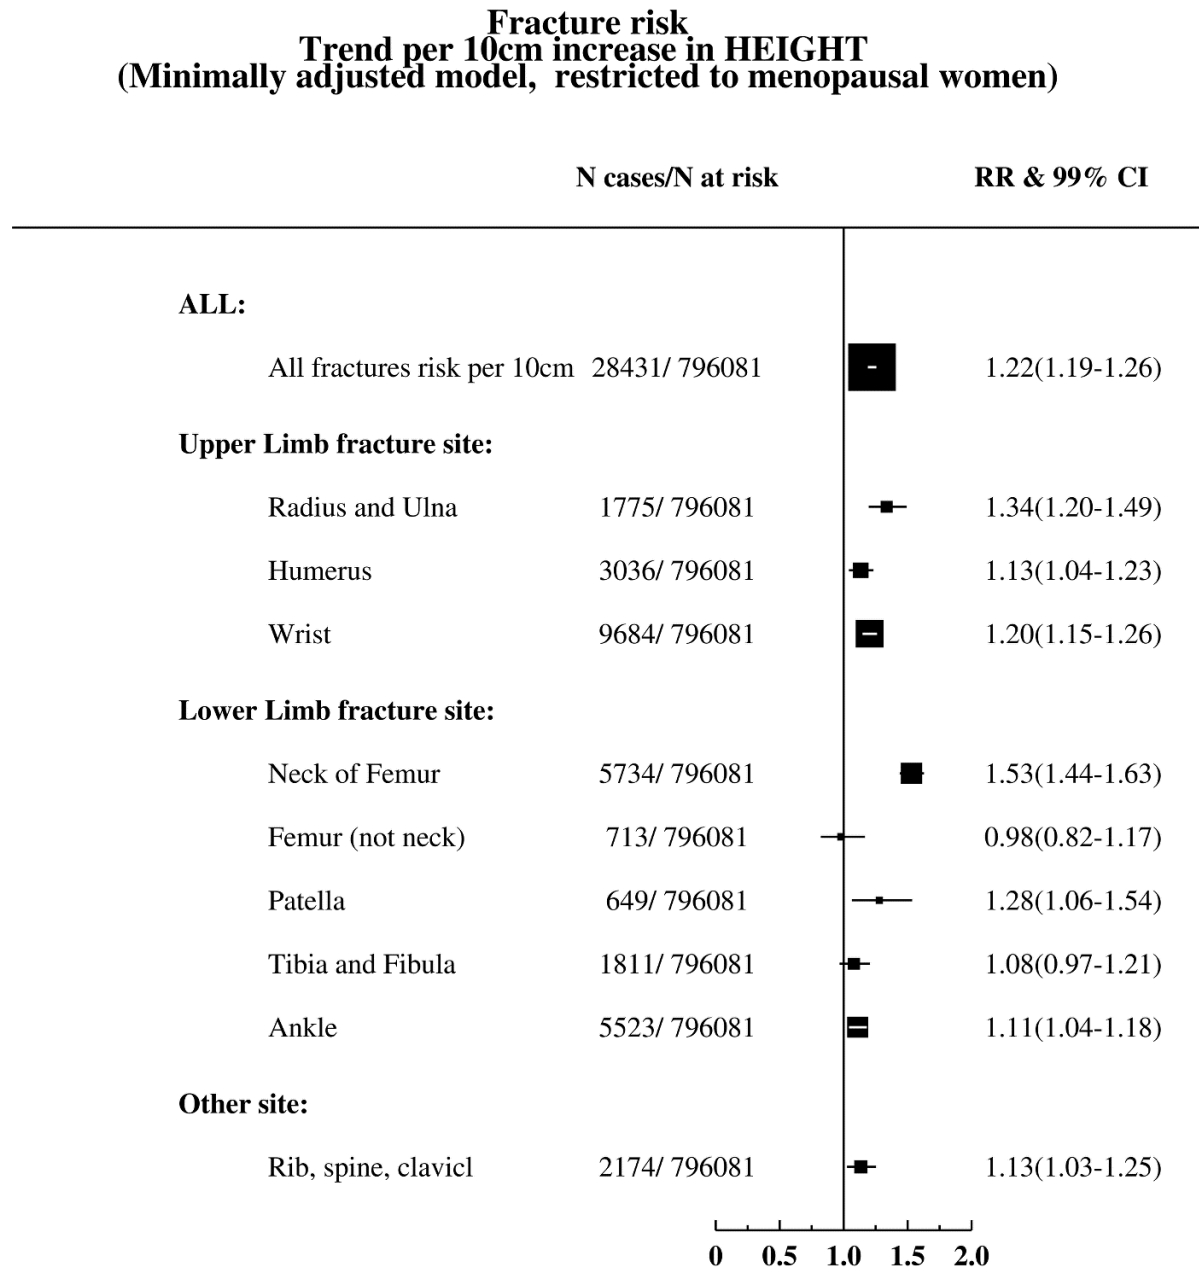 Fracture risk
Trend per 10cm increase in HEIGHT
(Minimally adjusted model,  restricted to menopausal women)
N cases/N at risk RR & 99% CI
ALL:
All fractures risk per 10cm 28431/ 796081 1.22(1.19-1.26)
Upper Limb fracture site:
Radius and Ulna 1775/ 796081 1.34(1.20-1.49)
Humerus 3036/ 796081 1.13(1.04-1.23)
Wrist 9684/ 796081 1.20(1.15-1.26)
Lower Limb fracture site:
Neck of Femur 5734/ 796081 1.53(1.44-1.63)
Femur (not neck) 713/ 796081 0.98(0.82-1.17)
Patella 649/ 796081 1.28(1.06-1.54)
Tibia and Fibula 1811/ 796081 1.08(0.97-1.21)
Ankle 5523/ 796081 1.11(1.04-1.18)
Other site:
Rib, spine, clavicl 2174/ 796081 1.13(1.03-1.25)
0 0.5 1.0 1.5 2.0